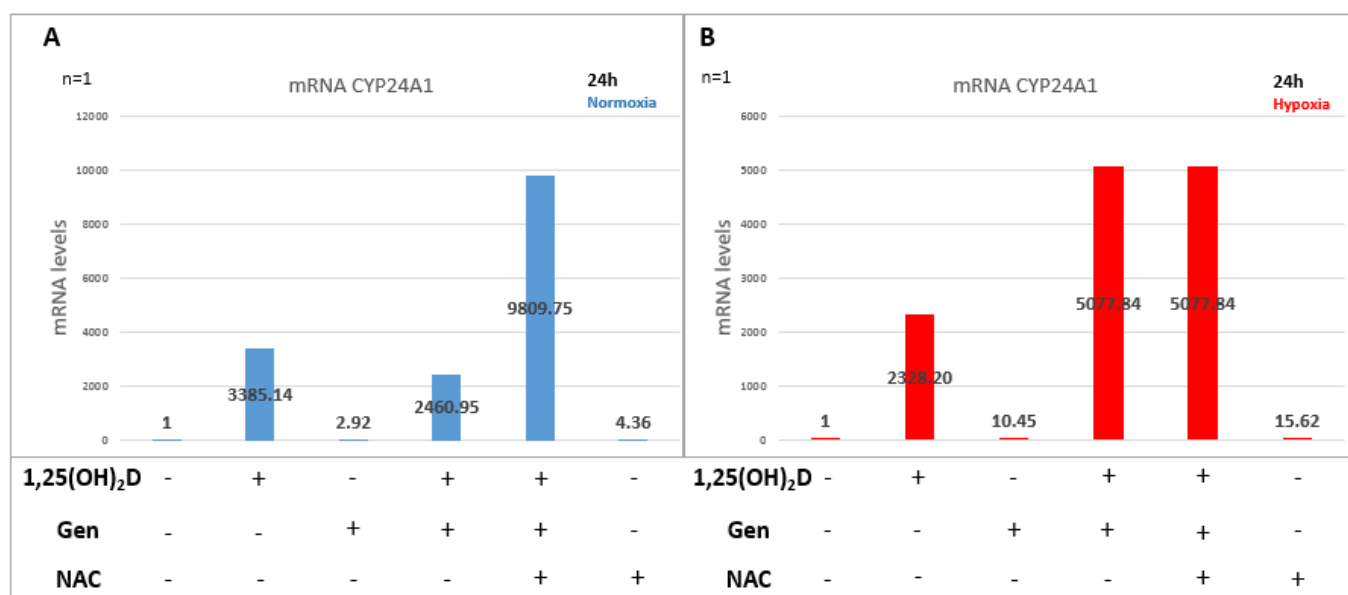 A
n=1
mRNA CYP24A1
24h
Normoxia
mRNA levels
12000
10000
8000
6000
4000
2000
0
1
3385.14
2.92
2460.95
9809.75
4.36
1,25(OH)₂D - + - + + -
Gen - - + + + -
NAC - - - - + +
B
n=1
mRNA CYP24A1
24h
Hypoxia
mRNA levels
6000
5000
4000
3000
2000
1000
0
1
2328.20
10.45
5077.84
5077.84
15.62
1,25(OH)₂D - + - + + -
Gen - - + + + -
NAC - - - - + +